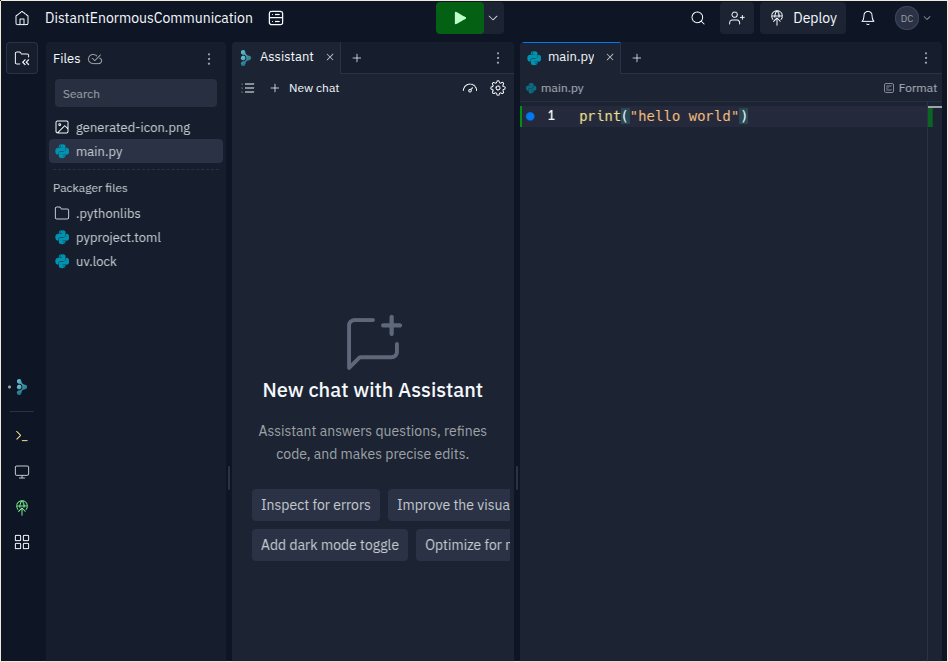 DistantEnormousCommunication
Deploy
DC
Files
Search
generated-icon.png
main.py
Packager files
.pythonlibs
pyproject.toml
uv.lock
Assistant
New chat
New chat with Assistant
Assistant answers questions, refines
code, and makes precise edits.
Inspect for errors
Improve the visua
Add dark mode toggle
Optimize for
main.py
main.py
Format
1 print("hello world")